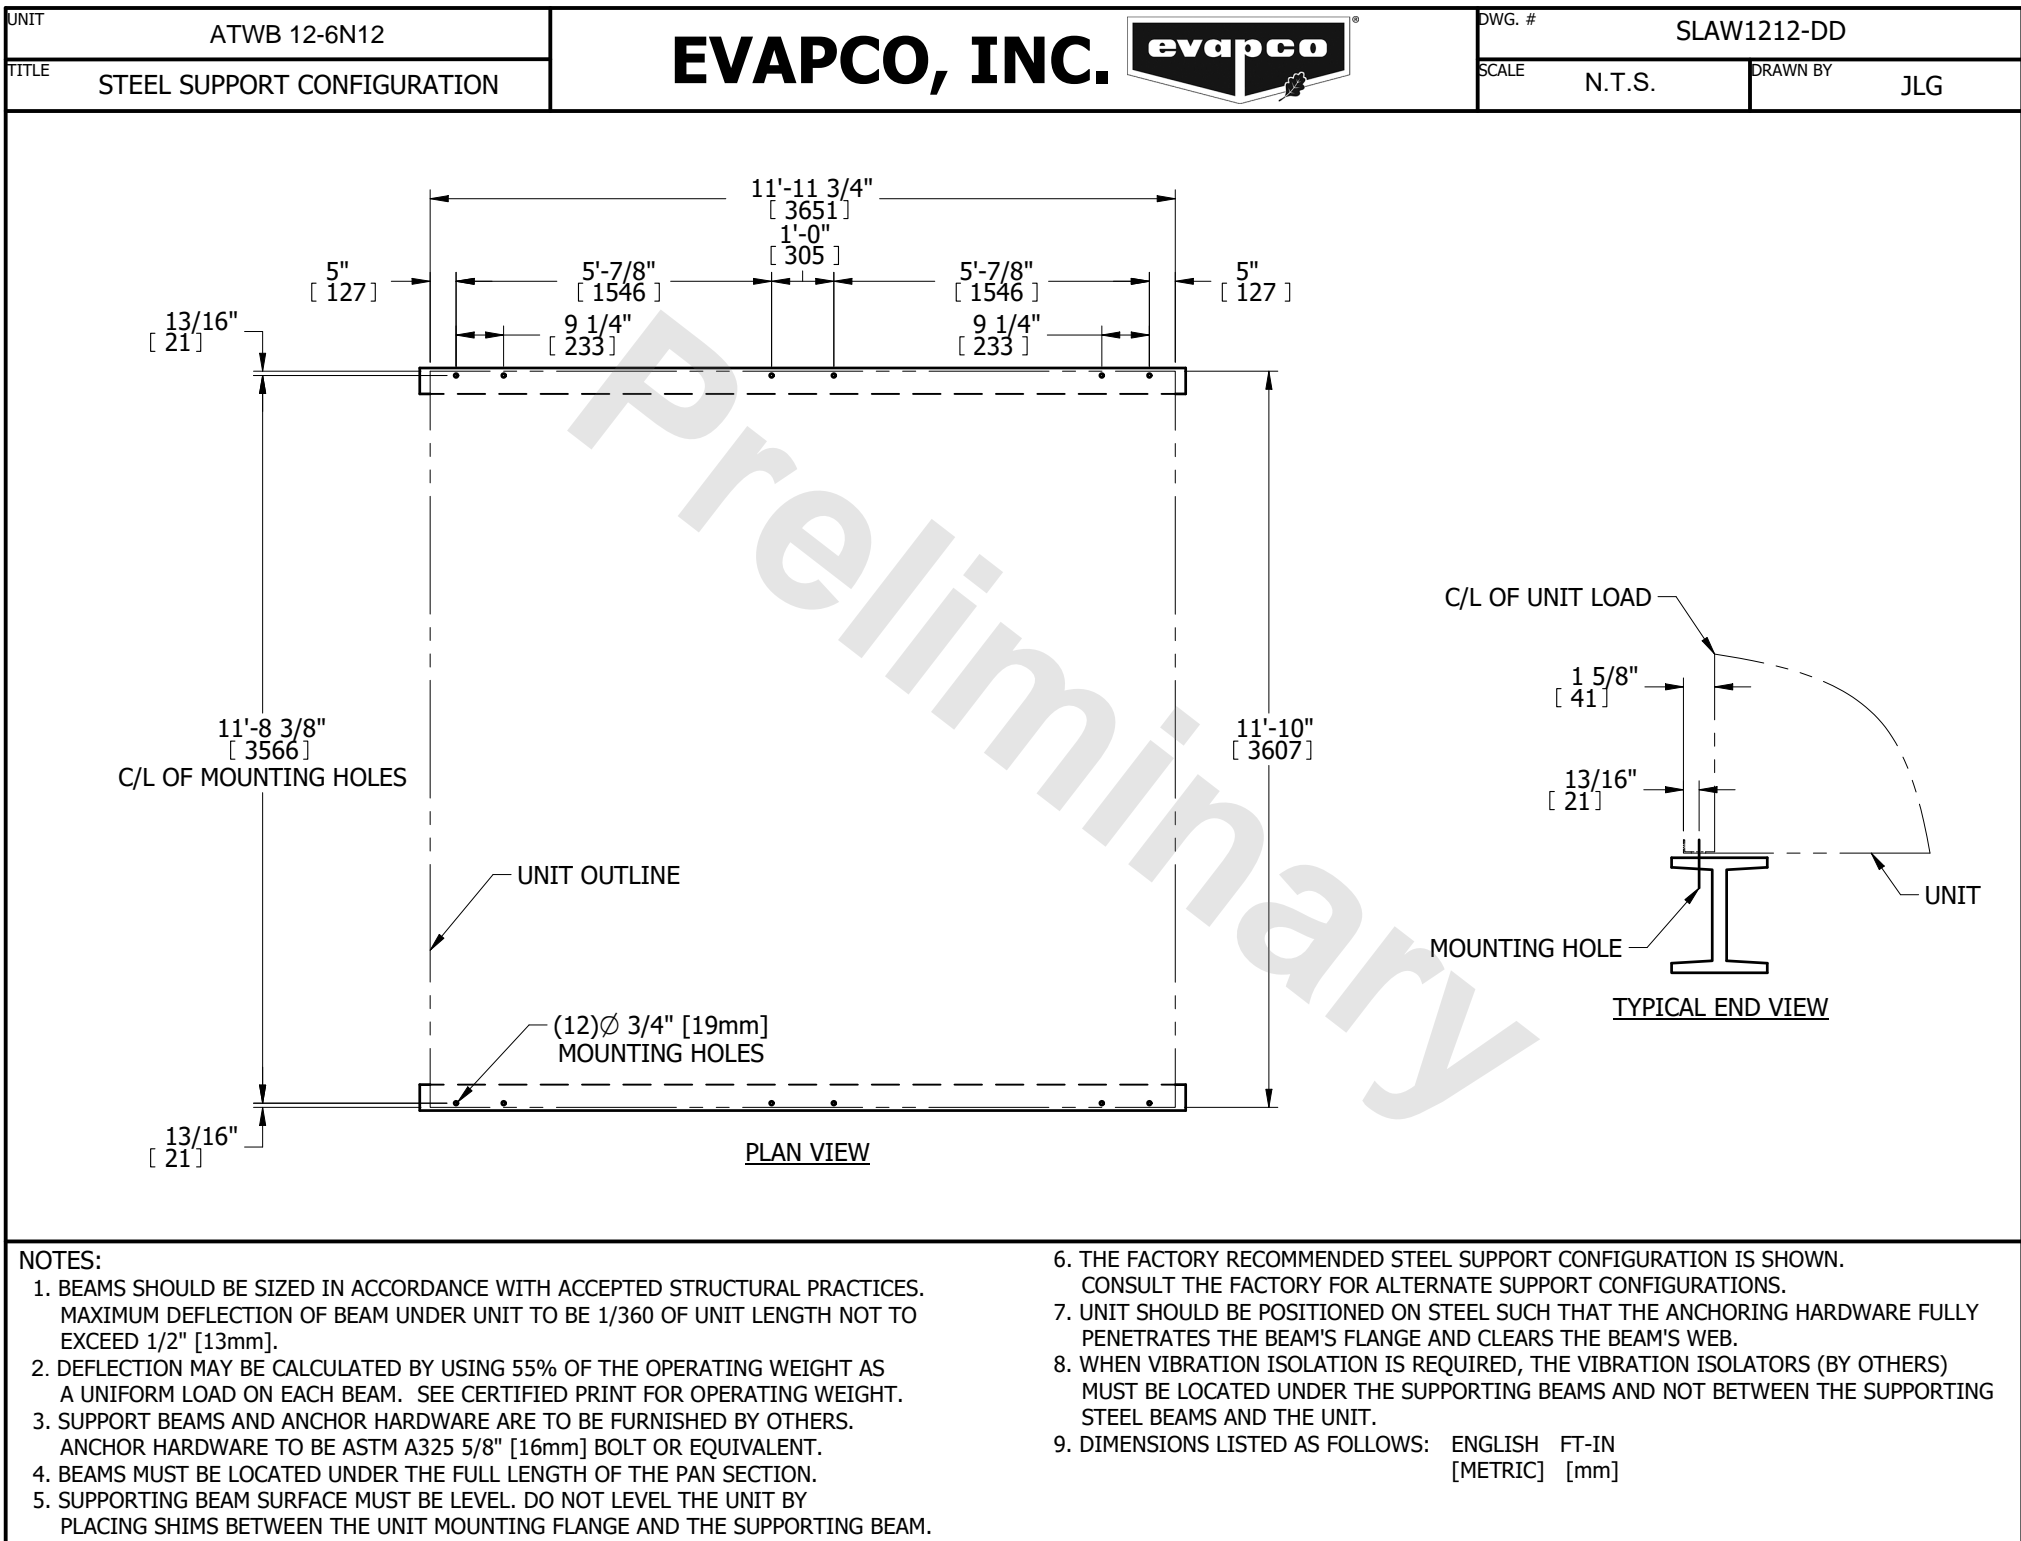 UNIT
ATWB 12-6N12
TITLE
STEEL SUPPORT CONFIGURATION
EVAPCO, INC.
evapco
®
DWG. #
SLAW1212-DD
SCALE
N.T.S.
DRAWN BY
JLG
11'-11 3/4"
[ 3651]
1'-0"
[ 305 ]
5"
[ 127]
5'-7/8"
[ 1546 ]
5'-7/8"
[ 1546 ]
5"
[ 127 ]
13/16"
[ 21]
9 1/4"
[ 233]
9 1/4"
[ 233 ]
Preliminary
11'-8 3/8"
[ 3566]
C/L OF MOUNTING HOLES
11'-10"
[ 3607]
UNIT OUTLINE
(12)∅ 3/4" [19mm]
MOUNTING HOLES
13/16"
[ 21]
PLAN VIEW
C/L OF UNIT LOAD
1 5/8"
[ 41]
13/16"
[ 21]
UNIT
MOUNTING HOLE
TYPICAL END VIEW
NOTES:
1. BEAMS SHOULD BE SIZED IN ACCORDANCE WITH ACCEPTED STRUCTURAL PRACTICES.
MAXIMUM DEFLECTION OF BEAM UNDER UNIT TO BE 1/360 OF UNIT LENGTH NOT TO
EXCEED 1/2" [13mm].
2. DEFLECTION MAY BE CALCULATED BY USING 55% OF THE OPERATING WEIGHT AS
A UNIFORM LOAD ON EACH BEAM. SEE CERTIFIED PRINT FOR OPERATING WEIGHT.
3. SUPPORT BEAMS AND ANCHOR HARDWARE ARE TO BE FURNISHED BY OTHERS.
ANCHOR HARDWARE TO BE ASTM A325 5/8" [16mm] BOLT OR EQUIVALENT.
4. BEAMS MUST BE LOCATED UNDER THE FULL LENGTH OF THE PAN SECTION.
5. SUPPORTING BEAM SURFACE MUST BE LEVEL. DO NOT LEVEL THE UNIT BY
PLACING SHIMS BETWEEN THE UNIT MOUNTING FLANGE AND THE SUPPORTING BEAM.
6. THE FACTORY RECOMMENDED STEEL SUPPORT CONFIGURATION IS SHOWN.
CONSULT THE FACTORY FOR ALTERNATE SUPPORT CONFIGURATIONS.
7. UNIT SHOULD BE POSITIONED ON STEEL SUCH THAT THE ANCHORING HARDWARE FULLY
PENETRATES THE BEAM'S FLANGE AND CLEARS THE BEAM'S WEB.
8. WHEN VIBRATION ISOLATION IS REQUIRED, THE VIBRATION ISOLATORS (BY OTHERS)
MUST BE LOCATED UNDER THE SUPPORTING BEAMS AND NOT BETWEEN THE SUPPORTING
STEEL BEAMS AND THE UNIT.
9. DIMENSIONS LISTED AS FOLLOWS: ENGLISH FT-IN
[METRIC] [mm]